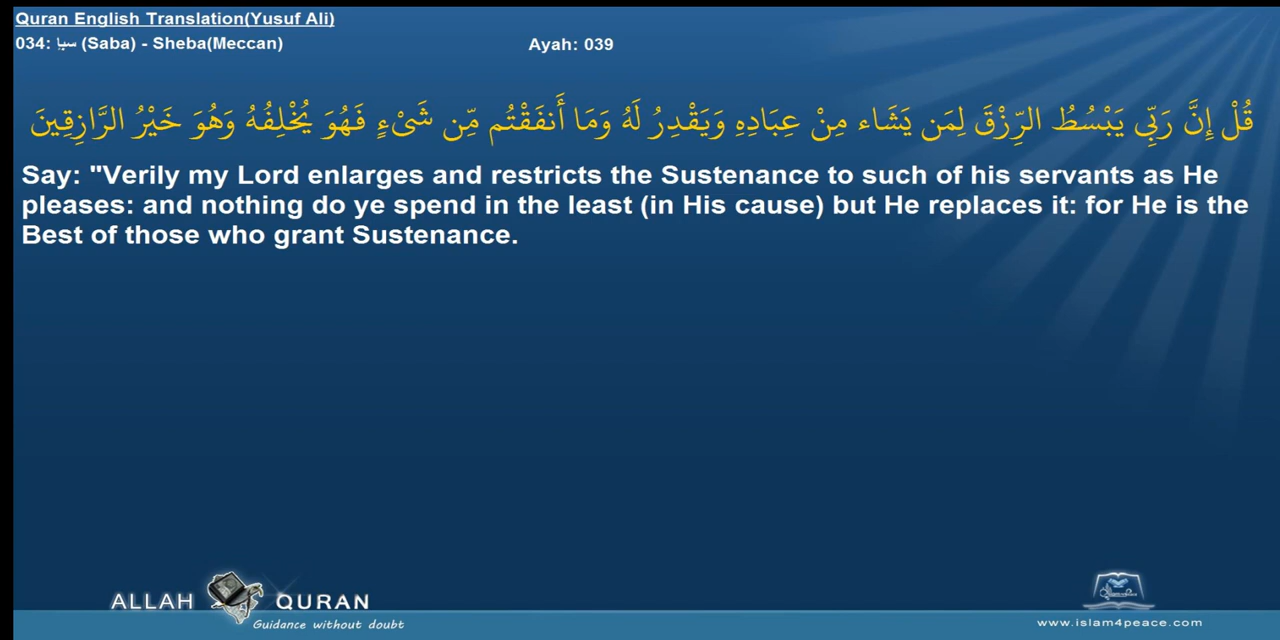 Quran English Translation(Yusuf Ali)
034: سبإ (Saba) - Sheba(Meccan)
Ayah: 039
قُلْ إِنَّ رَبِّي يَبْسُطُ الرِّزْقَ لِمَن يَشَاء مِنْ عِبَادِهِ وَيَقْدِرُ لَهُ وَمَا أَنفَقْتُم مِّن شَيْءٍ فَهُوَ يُخْلِفُهُ وَهُوَ خَيْرُ الرَّازِقِينَ
Say: "Verily my Lord enlarges and restricts the Sustenance to such of his servants as He
pleases: and nothing do ye spend in the least (in His cause) but He replaces it: for He is the
Best of those who grant Sustenance.
ALLAH QURAN
Guidance without doubt
www.islam4peace.com